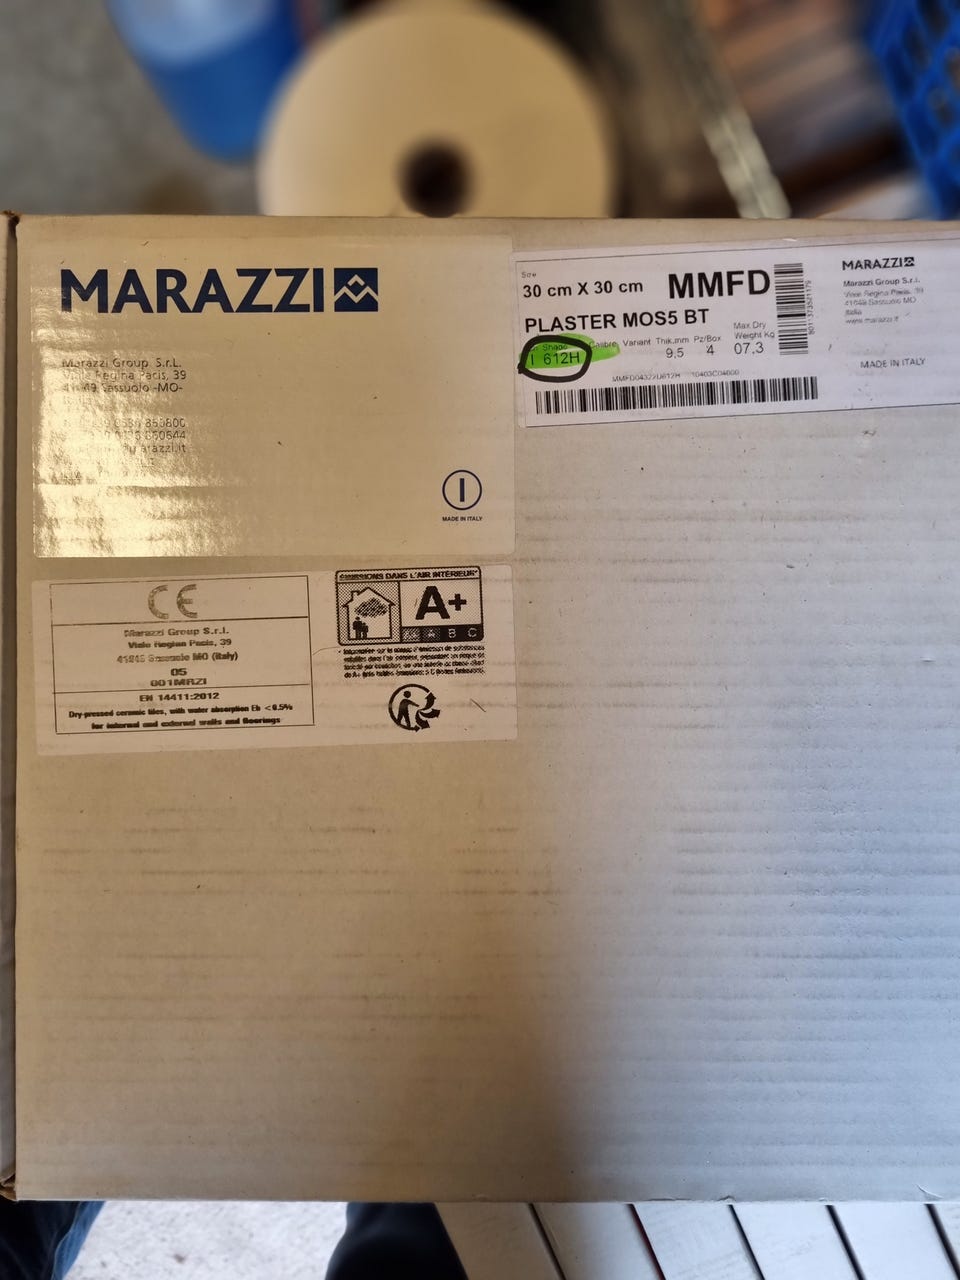 MARAZZI
Marazzi Group S.r.L.
Viale Regina Pacis, 39
41049 Sassuolo -MO-
MADE IN ITALY
Size
30 cm X 30 cm
MMFD
PLASTER MOS5 BT
Shade Calibre Variant Thik.mm Pz/Box Max Dry Weight Kg
I 612H 9,5 4 07,3
MARAZZI
Marazzi Group S.r.l.
Viale Regina Pacis, 39
41049 Sassuolo MO
Italia
www.marazzi.it
MADE IN ITALY
CE
Marazzi Group S.r.l.
Viale Regina Pacis, 39
Sassuolo MO (Italy)
05
001MRZI
EN 14411:2012
Dry-pressed ceramic tiles, with water absorption Eb <0.5%
for internal and external walls and floorings
ÉMISSIONS DANS L'AIR INTÉRIEUR*
A+
A+ A B C